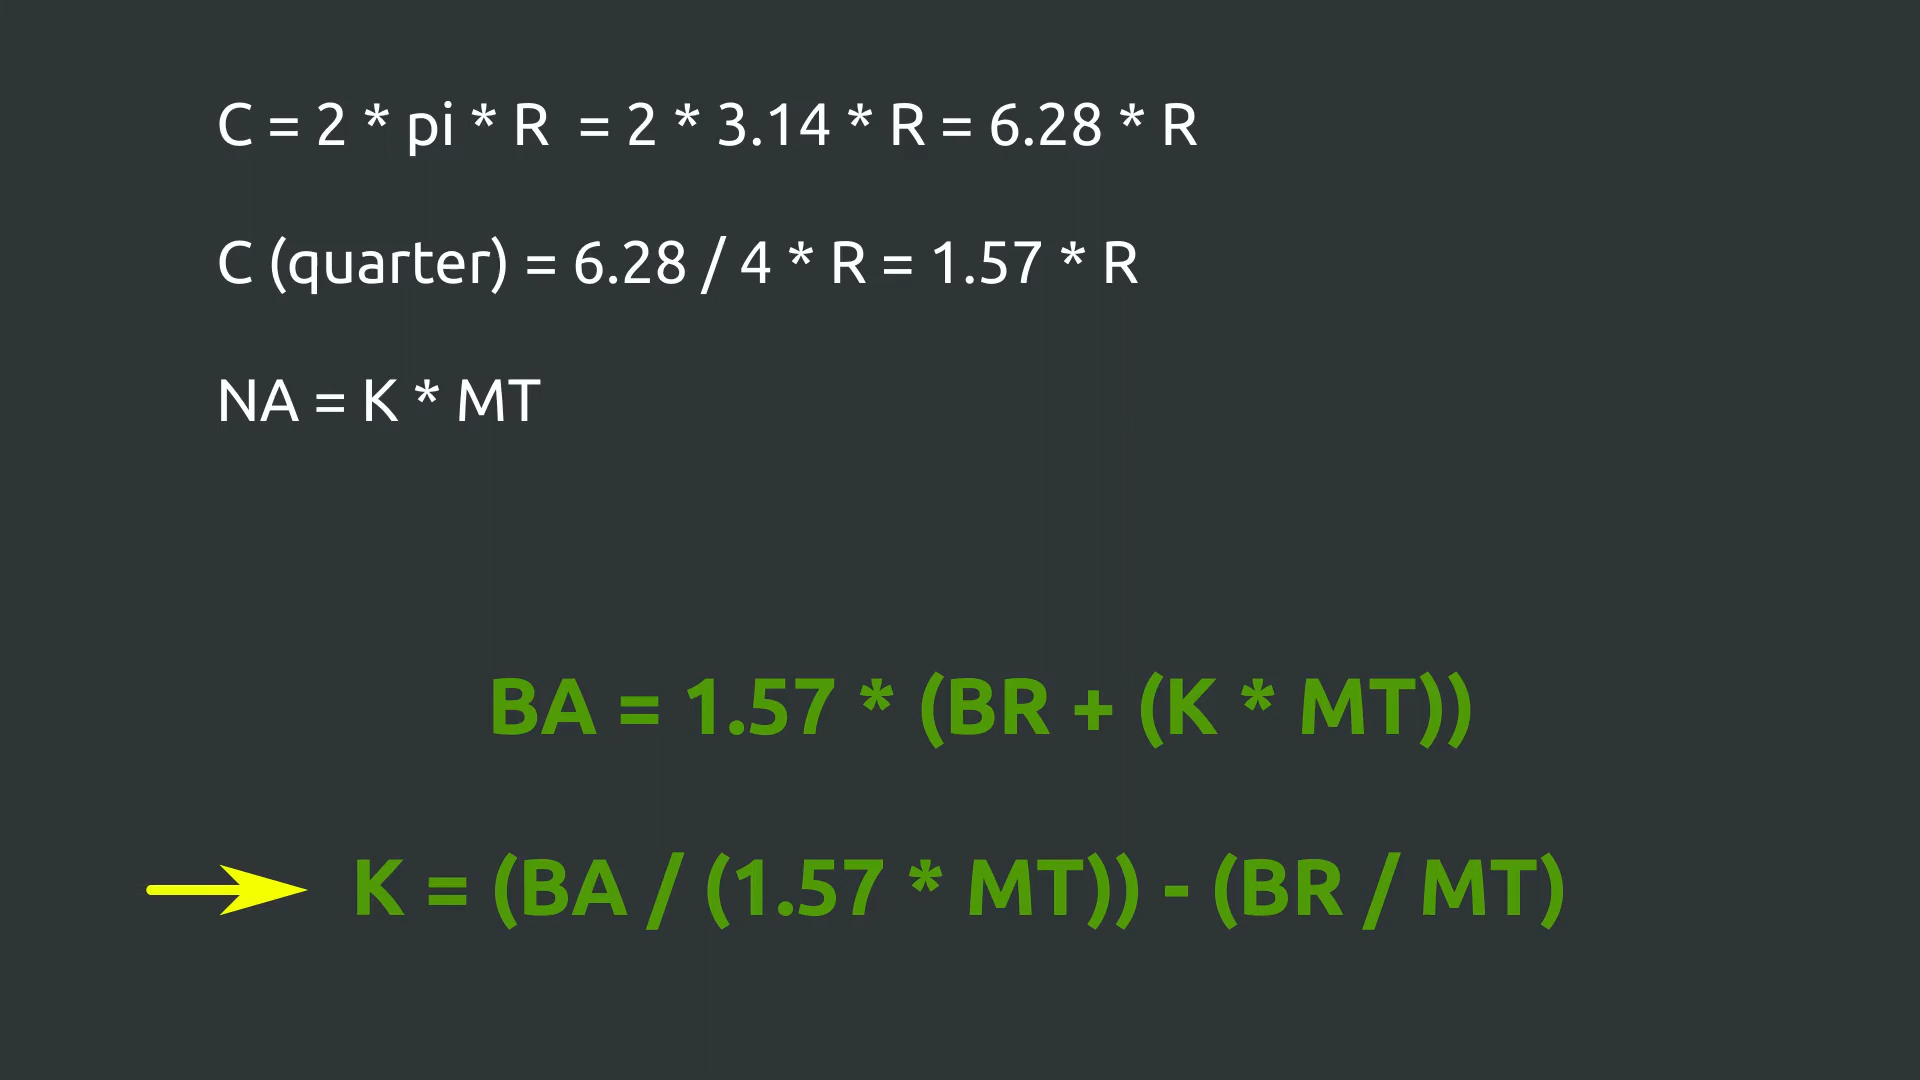 C = 2 * pi * R  = 2 * 3.14 * R = 6.28 * R
C (quarter) = 6.28 / 4 * R = 1.57 * R
NA = K * MT
BA = 1.57 * (BR + (K * MT))
K = (BA / (1.57 * MT)) - (BR / MT)